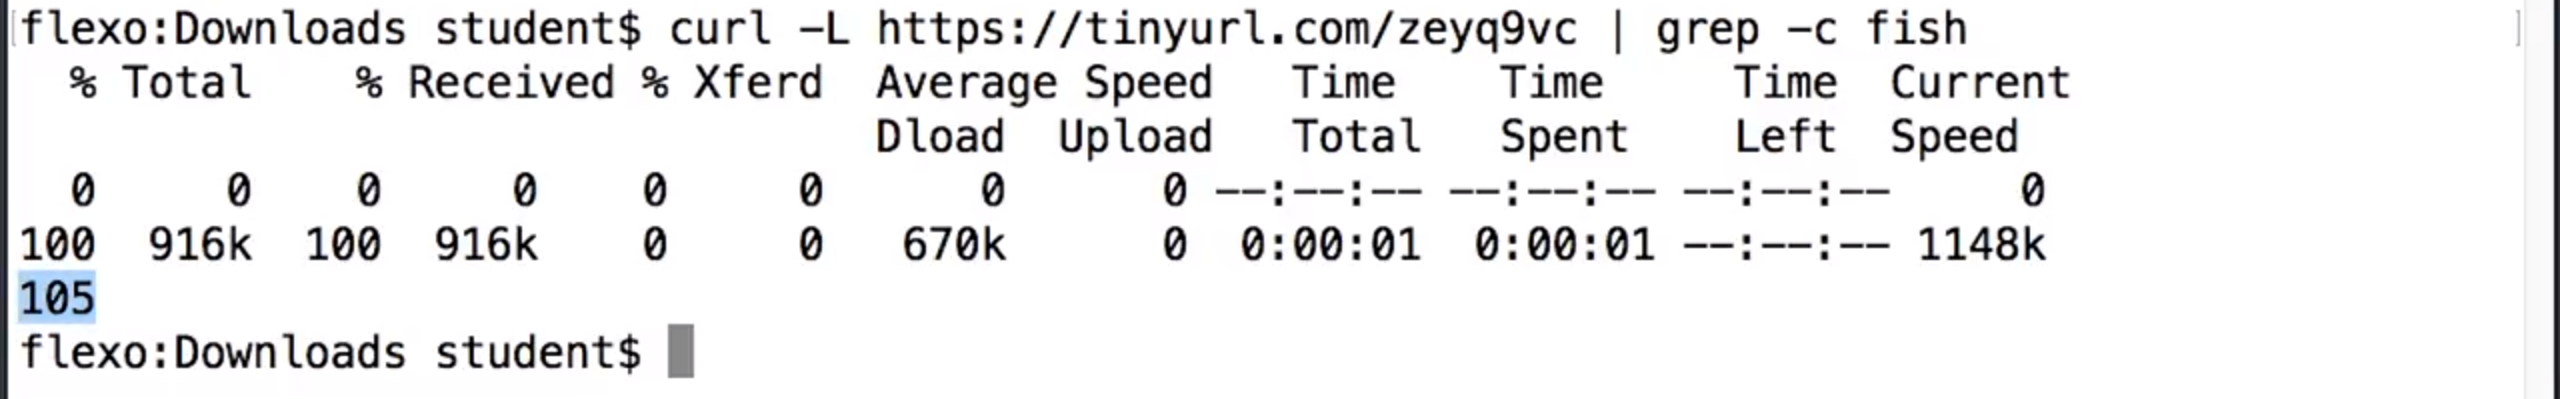 flexo:Downloads student$ curl -L https://tinyurl.com/zeyq9vc | grep -c fish
  % Total    % Received % Xferd  Average Speed   Time    Time     Time  Current
                                 Dload  Upload   Total   Spent    Left  Speed
  0     0    0     0    0     0      0      0 --:--:-- --:--:-- --:--:--     0
100  916k  100  916k    0     0   670k      0  0:00:01  0:00:01 --:--:-- 1148k
105
flexo:Downloads student$